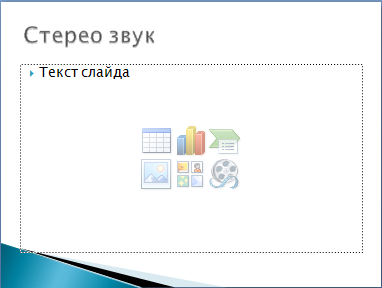 Стерео звук
Текст слайда